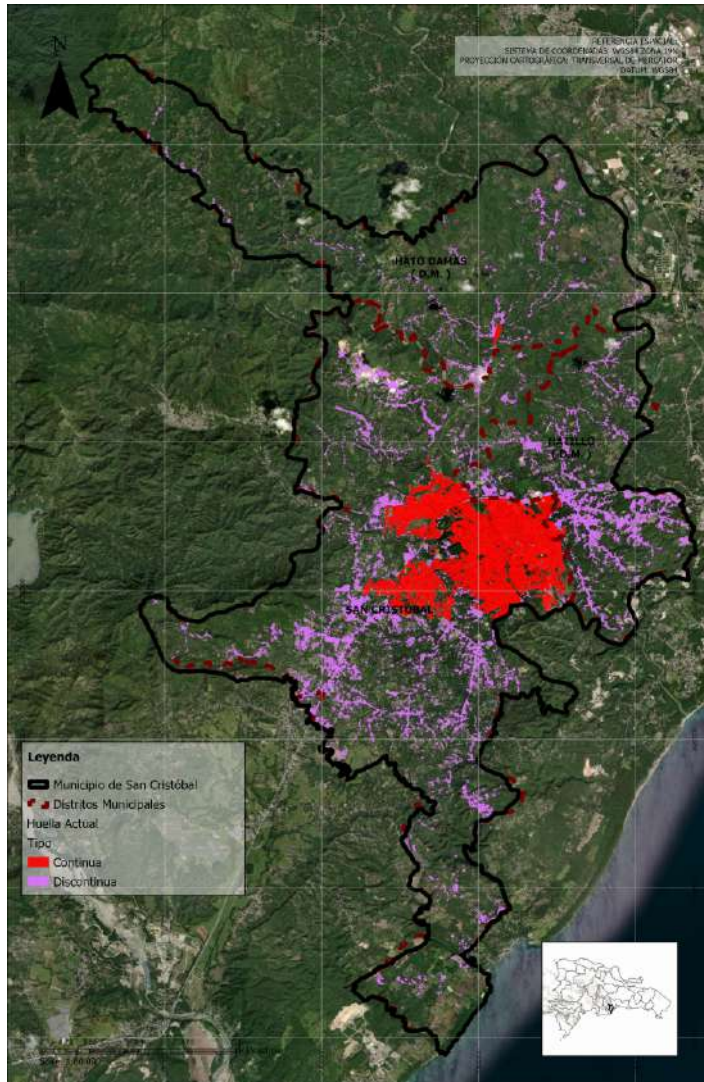 N
REFERENCIA ESPACIAL:
SISTEMA DE COORDENADAS: WGS84 ZONA 19N
PROYECCIÓN CARTOGRÁFICA: TRANSVERSAL DE MERCATOR
DATUM: WGS84
HATO DAMAS
( D.M. )
HATILLO
( D.M. )
SAN CRISTÓBAL
Leyenda
Municipio de San Cristóbal
Distritos Municipales
Huella Actual
Tipo
Continua
Discontinua